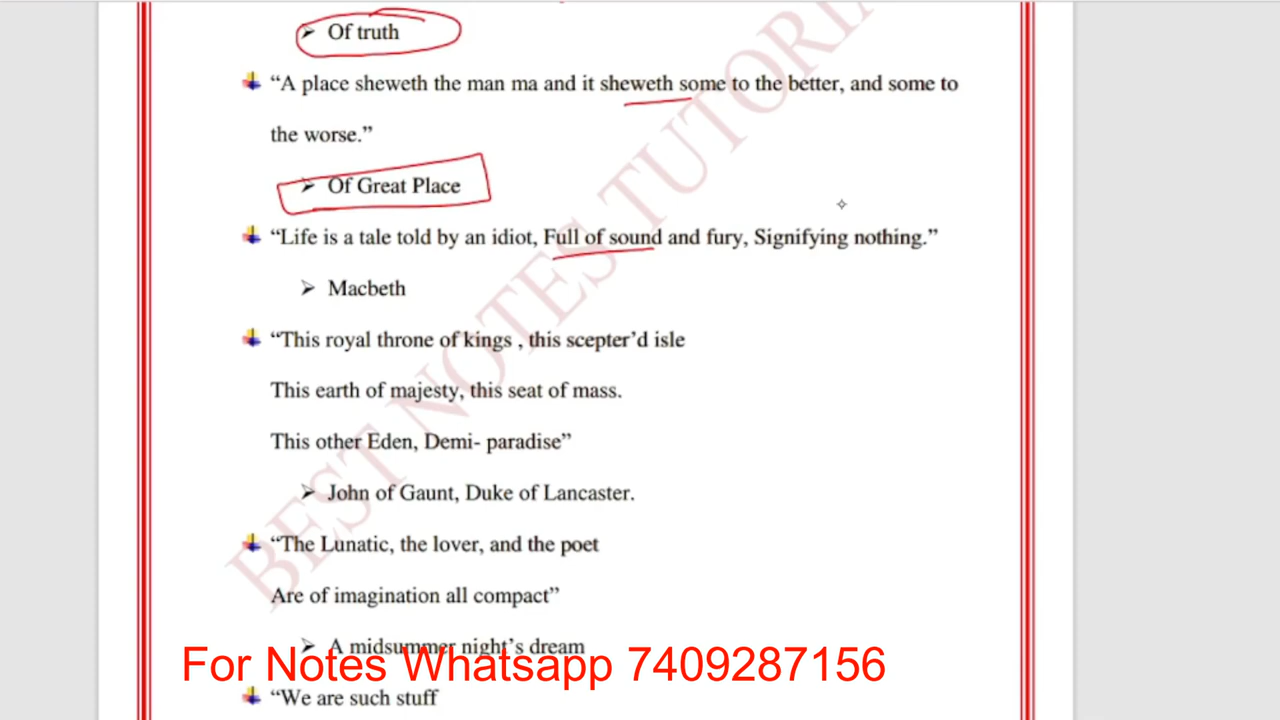 Of truth
“A place sheweth the man ma and it sheweth some to the better, and some to
the worse.”
Of Great Place
“Life is a tale told by an idiot, Full of sound and fury, Signifying nothing.”
Macbeth
“This royal throne of kings , this scepter’d isle
This earth of majesty, this seat of mass.
This other Eden, Demi- paradise”
John of Gaunt, Duke of Lancaster.
“The Lunatic, the lover, and the poet
Are of imagination all compact”
A midsummer night’s dream
For Notes Whatsapp 7409287156
“We are such stuff
BEST NOTES TUTORI